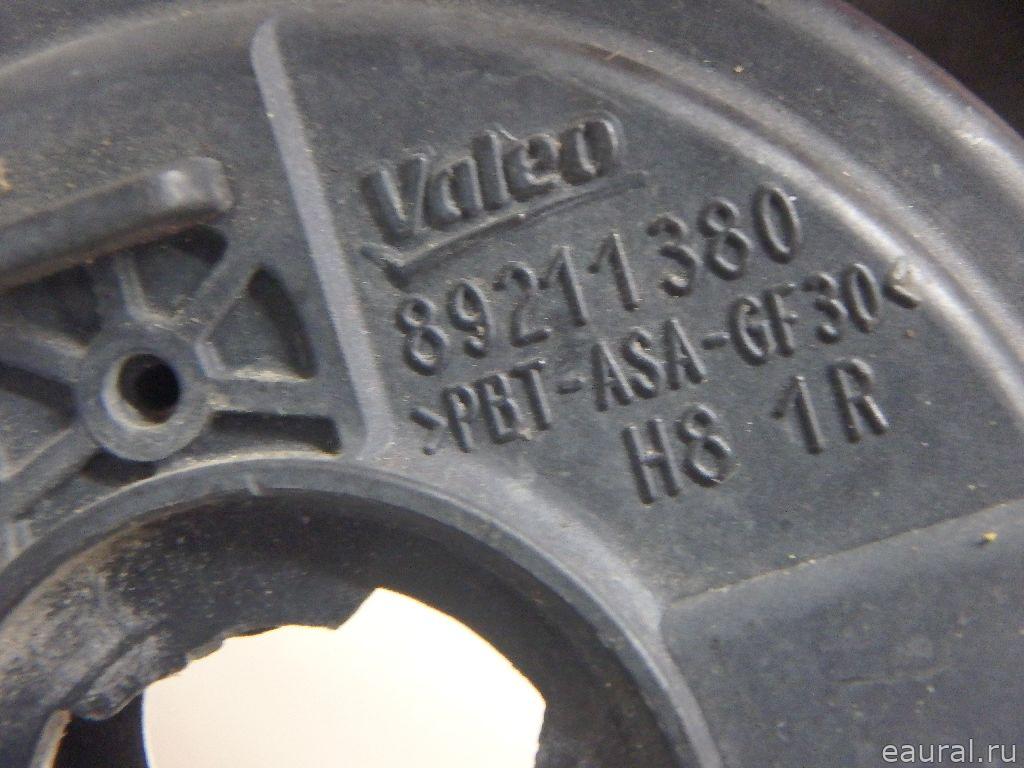 Valeo
89211380
>PBT-ASA-GF30<
H8 1R
eaural.ru